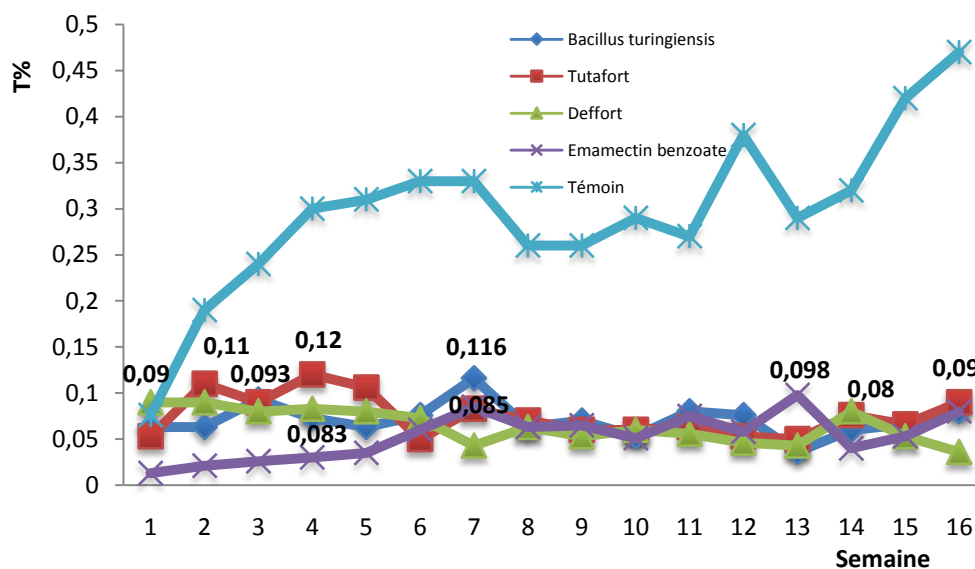 T%
0,5
0,45
0,4
0,35
0,3
0,25
0,2
0,15
0,1
0,05
0
Bacillus turingiensis
Tutafort
Deffort
Emamectin benzoate
Témoin
0,09
0,11
0,093
0,12
0,083
0,116
0,085
0,098
0,08
0,09
1 2 3 4 5 6 7 8 9 10 11 12 13 14 15 16
Semaine